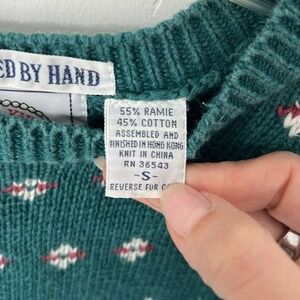 ED BY HAND
55% RAMIE
45% COTTON
ASSEMBLED AND
FINISHED IN HONG KONG
KNIT IN CHINA
RN 36543
-S-
REVERSE FOR